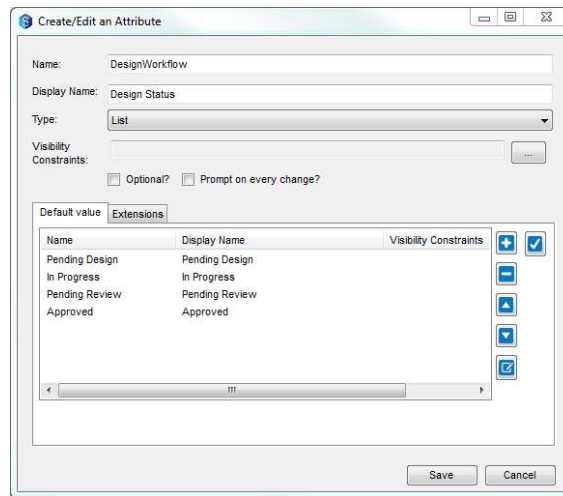 Create/Edit an Attribute
Name: DesignWorkflow
Display Name: Design Status
Type: List
Visibility
Constraints: ...
Optional? Prompt on every change?
Default value Extensions
Name Display Name Visibility Constraints
Pending Design Pending Design
In Progress In Progress
Pending Review Pending Review
Approved Approved
Save Cancel